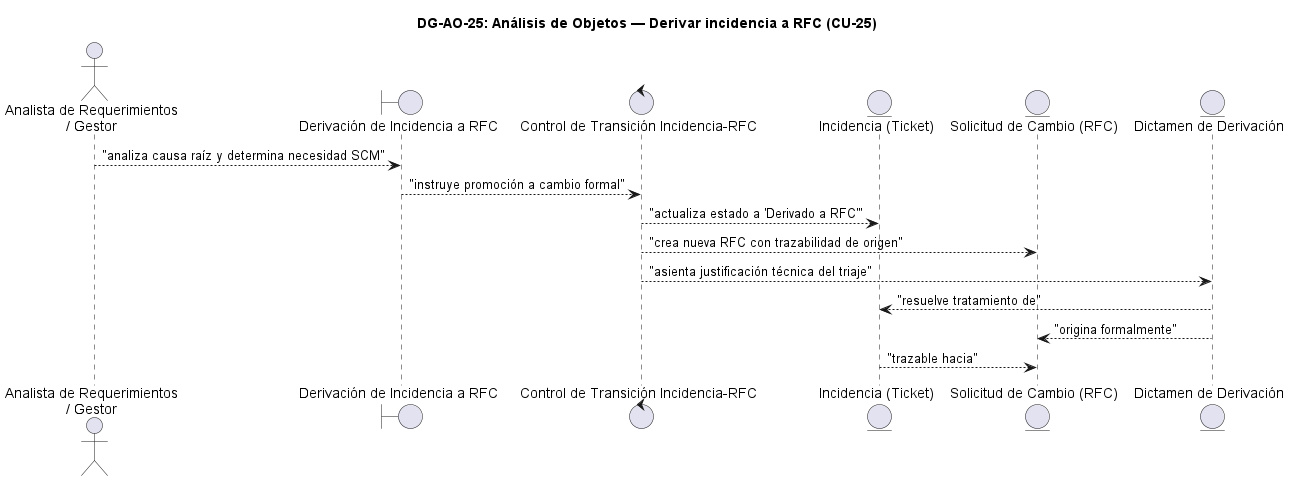 DG-AO-25: Análisis de Objetos — Derivar incidencia a RFC (CU-25)
Analista de Requerimientos
/ Gestor
Derivación de Incidencia a RFC
Control de Transición Incidencia-RFC
Incidencia (Ticket)
Solicitud de Cambio (RFC)
Dictamen de Derivación
"analiza causa raíz y determina necesidad SCM"
"instruye promoción a cambio formal"
"actualiza estado a 'Derivado a RFC'"
"crea nueva RFC con trazabilidad de origen"
"asienta justificación técnica del triaje"
"resuelve tratamiento de"
"origina formalmente"
"trazable hacia"
Analista de Requerimientos
/ Gestor
Derivación de Incidencia a RFC
Control de Transición Incidencia-RFC
Incidencia (Ticket)
Solicitud de Cambio (RFC)
Dictamen de Derivación